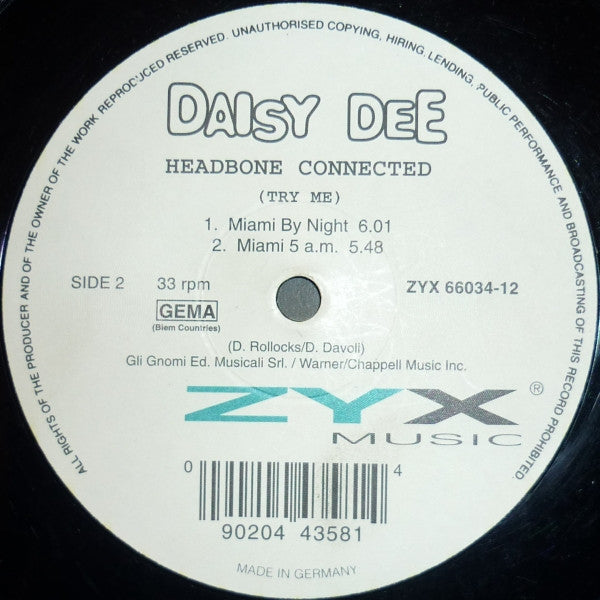 ALL RIGHTS OF THE PRODUCER AND OF THE OWNER OF THE WORK REPRODUCED RESERVED. UNAUTHORISED COPYING, HIRING, LENDING, PUBLIC PERFORMANCE AND BROADCASTING OF THIS RECORD PROHIBITED.
DAISY DEE
HEADBONE CONNECTED
(TRY ME)
1. Miami By Night 6.01
2. Miami 5 a.m. 5.48
SIDE 2 33 rpm ZYX 66034-12
GEMA
(Biem Countries)
(D. Rollocks/D. Davoli)
Gli Gnomi Ed. Musicali Srl. / Warner/Chappell Music Inc.
ZYX ®
MUSIC
0 4
90204 43581
MADE IN GERMANY